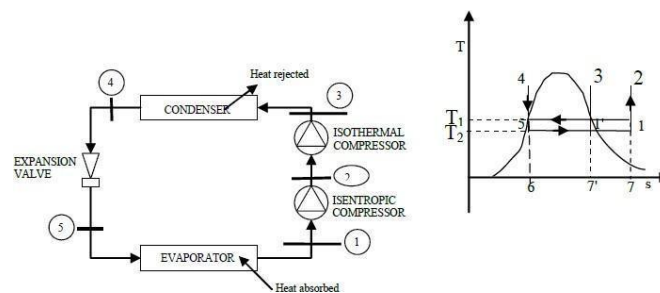 4
Heat rejected
CONDENSER
3
ISOTHERMAL
COMPRESSOR
EXPANSION
VALVE
2
ISENTROPIC
COMPRESSOR
5
1
EVAPORATOR
Heat absorbed
T
4
3
2
T1
5
1'
1
T2
6
7'
7
s